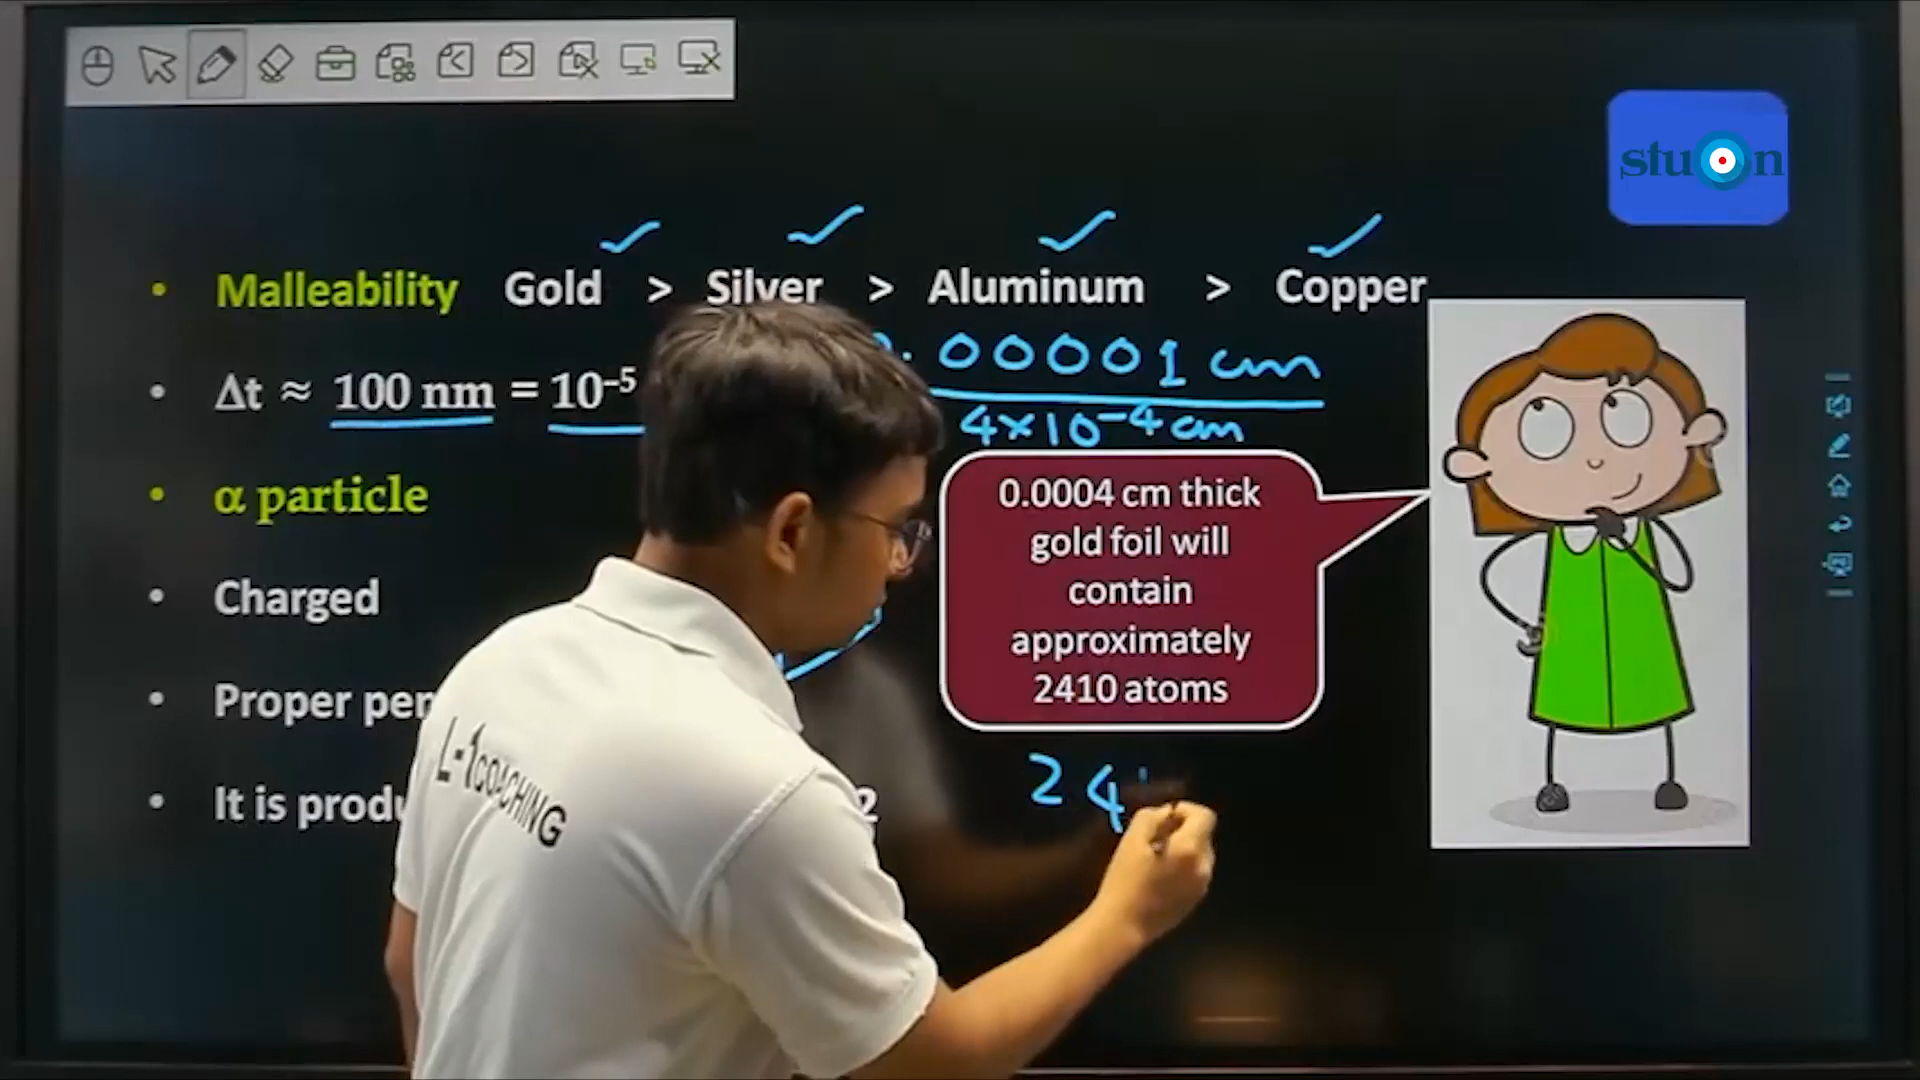 stuOn
Malleability Gold > Silver > Aluminum > Copper
.00001 cm
Δt ≈ 100 nm = 10⁻⁵
4×10⁻⁴ cm
α particle
0.0004 cm thick
gold foil will
contain
approximately
2410 atoms
Charged
Proper per
L-1 COACHING
24
It is produ
2